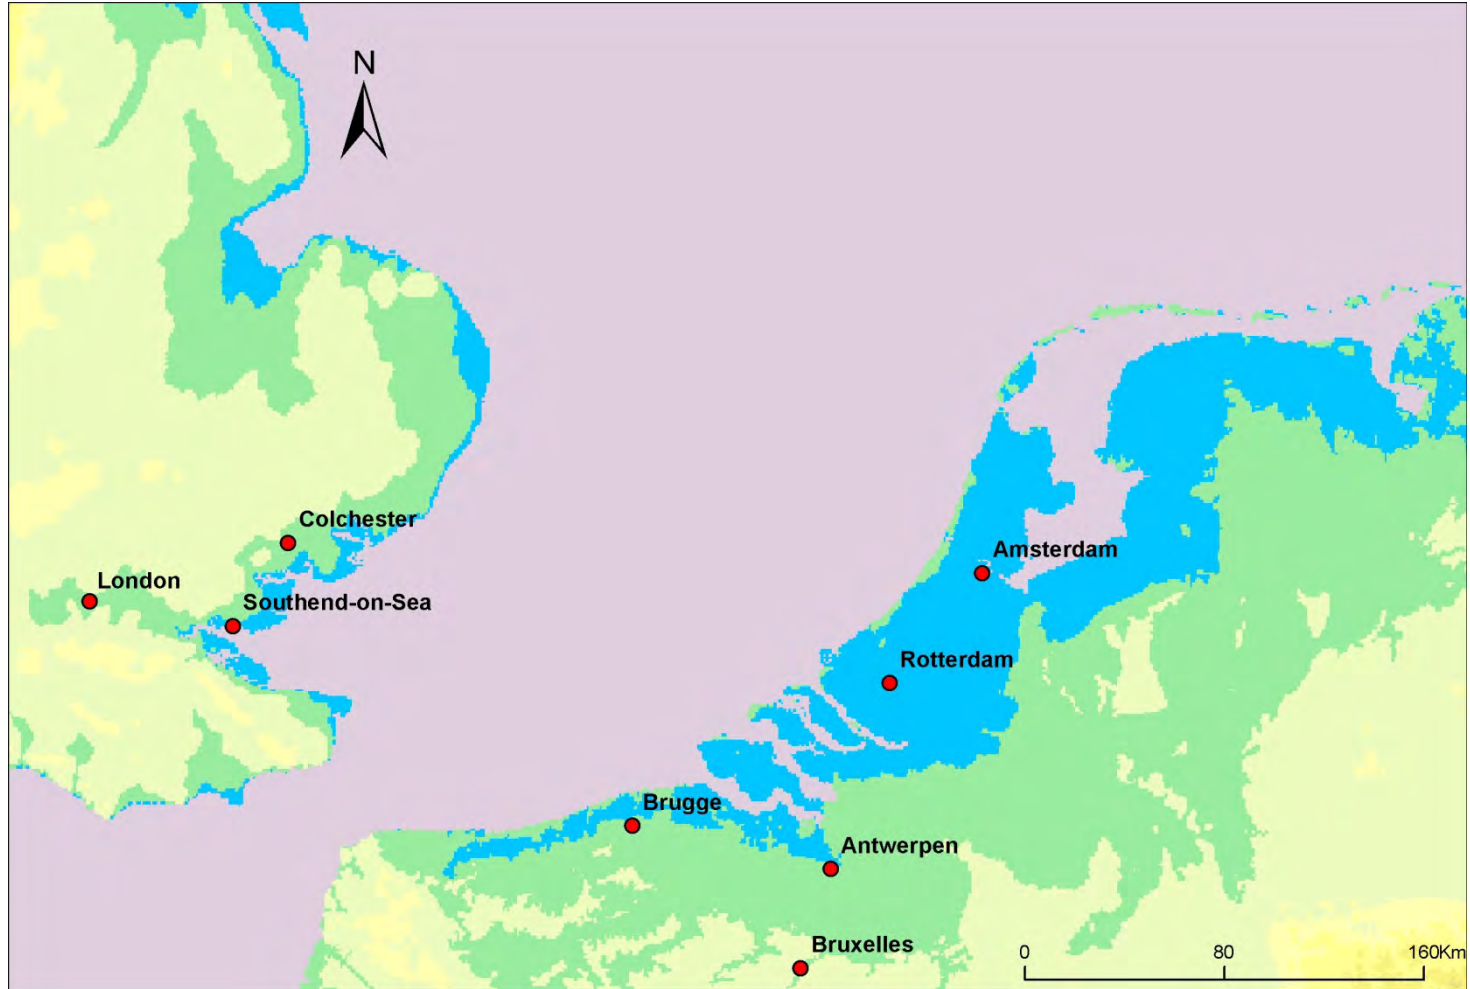 N
Colchester
Amsterdam
London
Southend-on-Sea
Rotterdam
Brugge
Antwerpen
Bruxelles
0 80 160Km